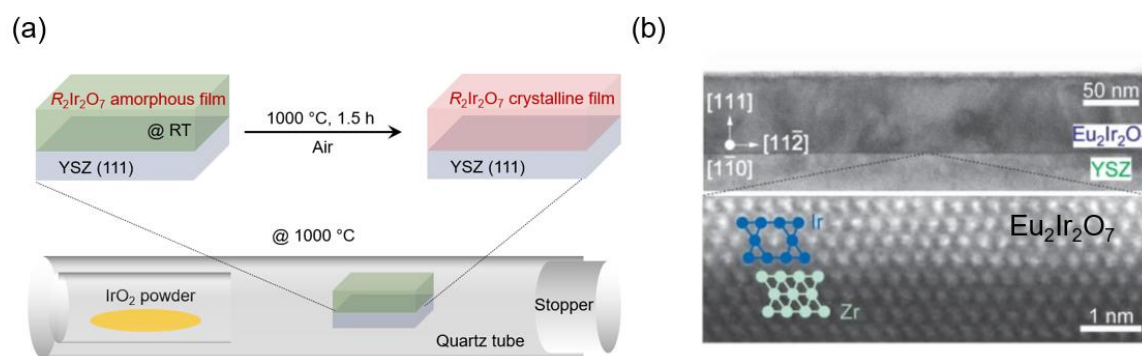 (a)
R₂Ir₂O₇ amorphous film
@ RT
YSZ (111)
1000 °C, 1.5 h
Air
R₂Ir₂O₇ crystalline film
YSZ (111)
@ 1000 °C
IrO₂ powder
Quartz tube
Stopper
(b)
50 nm
[111]
[112̅]
[11̅0]
Eu₂Ir₂O
YSZ
Eu₂Ir₂O₇
Ir
Zr
1 nm